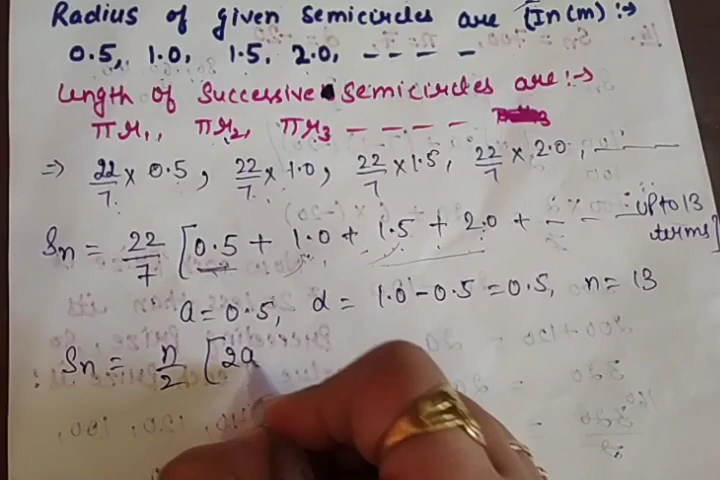 Radius of given semicircles are (In cm) :→
0.5, 1.0, 1.5, 2.0, - - - -
Length of Successive Semicircles are :→
πr₁, πr₂, πr₃ - - - -
⇒ 22/7 × 0.5, 22/7 × 1.0, 22/7 × 1.5, 22/7 × 2.0, ———
Sn = 22/7 [0.5 + 1.0 + 1.5 + 2.0 + - - - upto 13 terms]
a = 0.5, d = 1.0-0.5 = 0.5, n = 13
: Sn = n/2 [2a